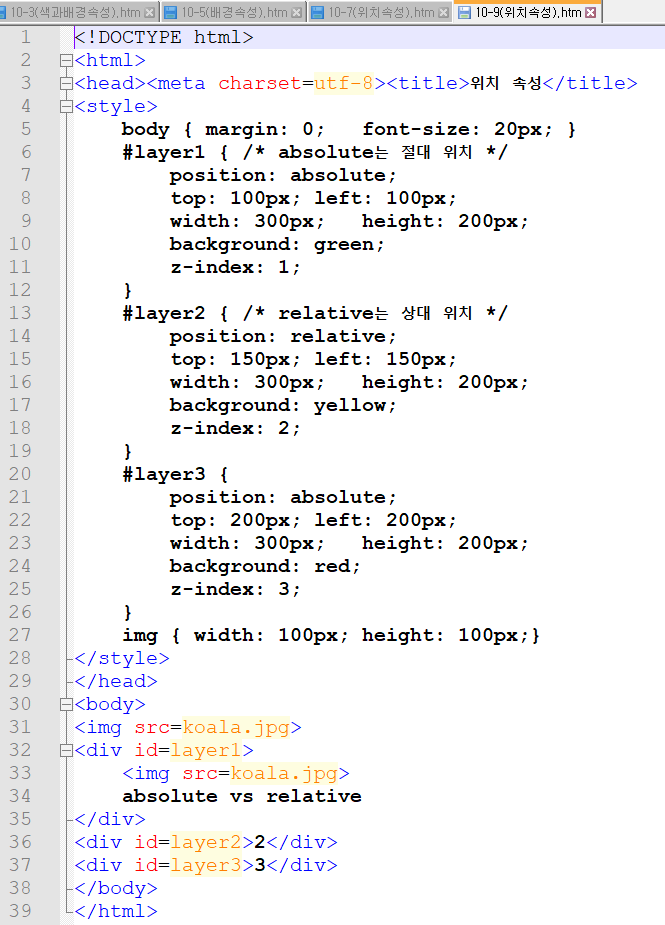 10-3(색과배경속성).htm 10-5(배경속성).htm 10-7(위치속성).htm 10-9(위치속성).htm
1 <!DOCTYPE html>
2 <html>
3 <head><meta charset=utf-8><title>위치 속성</title>
4 <style>
5 body { margin: 0;   font-size: 20px; }
6 #layer1 { /* absolute는 절대 위치 */
7 position: absolute;
8 top: 100px; left: 100px;
9 width: 300px;   height: 200px;
10 background: green;
11 z-index: 1;
12 }
13 #layer2 { /* relative는 상대 위치 */
14 position: relative;
15 top: 150px; left: 150px;
16 width: 300px;   height: 200px;
17 background: yellow;
18 z-index: 2;
19 }
20 #layer3 {
21 position: absolute;
22 top: 200px; left: 200px;
23 width: 300px;   height: 200px;
24 background: red;
25 z-index: 3;
26 }
27 img { width: 100px; height: 100px;}
28 </style>
29 </head>
30 <body>
31 <img src=koala.jpg>
32 <div id=layer1>
33 <img src=koala.jpg>
34 absolute vs relative
35 </div>
36 <div id=layer2>2</div>
37 <div id=layer3>3</div>
38 </body>
39 </html>